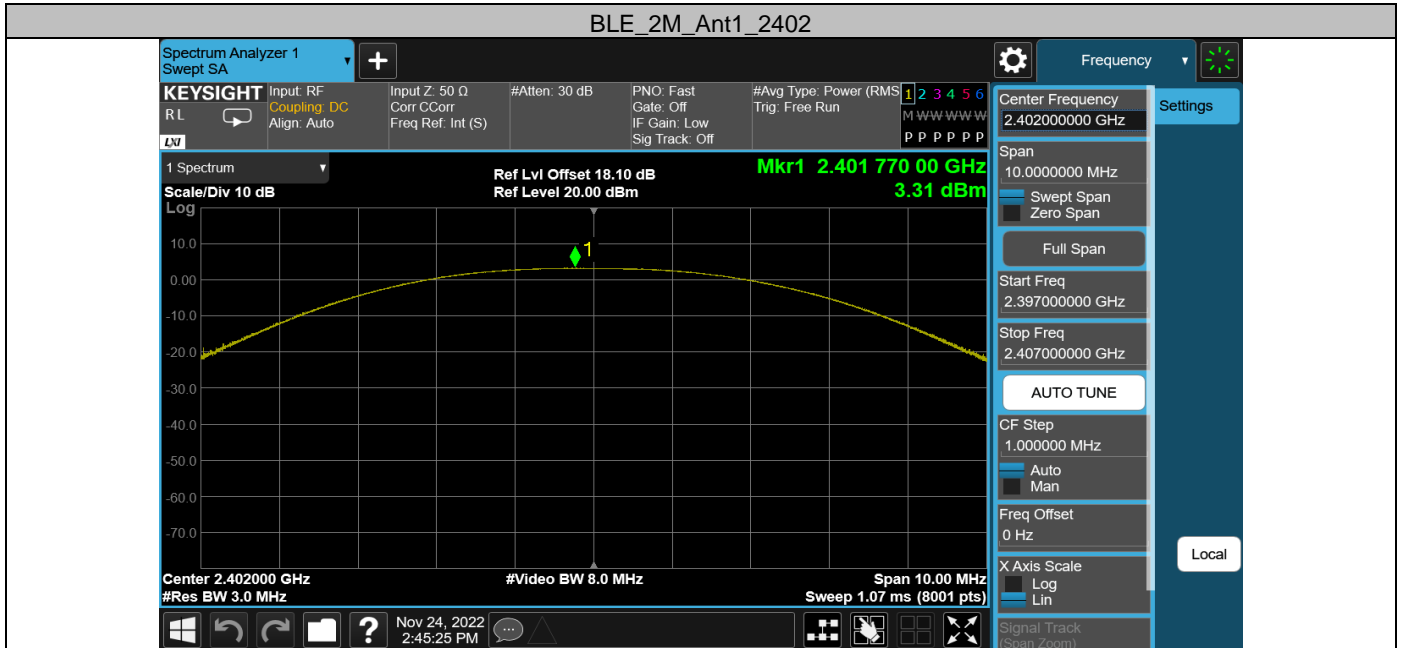 BLE_2M_Ant1_2402
Spectrum Analyzer 1
Swept SA
Frequency
KEYSIGHT
RL
LXI
Input: RF
Coupling: DC
Align: Auto
Input Z: 50 Ω
Corr CCorr
Freq Ref: Int (S)
#Atten: 30 dB
PNO: Fast
Gate: Off
IF Gain: Low
Sig Track: Off
#Avg Type: Power (RMS
Trig: Free Run
1 2 3 4 5 6
M W W W W W
P P P P P P
1 Spectrum
Scale/Div 10 dB
Log
Ref Lvl Offset 18.10 dB
Ref Level 20.00 dBm
Mkr1 2.401 770 00 GHz
3.31 dBm
1
10.0
0.00
-10.0
-20.0
-30.0
-40.0
-50.0
-60.0
-70.0
Center 2.402000 GHz
#Res BW 3.0 MHz
#Video BW 8.0 MHz
Span 10.00 MHz
Sweep 1.07 ms (8001 pts)
Nov 24, 2022
2:45:25 PM
Center Frequency
2.402000000 GHz
Settings
Span
10.0000000 MHz
Swept Span
Zero Span
Full Span
Start Freq
2.397000000 GHz
Stop Freq
2.407000000 GHz
AUTO TUNE
CF Step
1.000000 MHz
Auto
Man
Freq Offset
0 Hz
Local
X Axis Scale
Log
Lin
Signal Track
(Span Zoom)